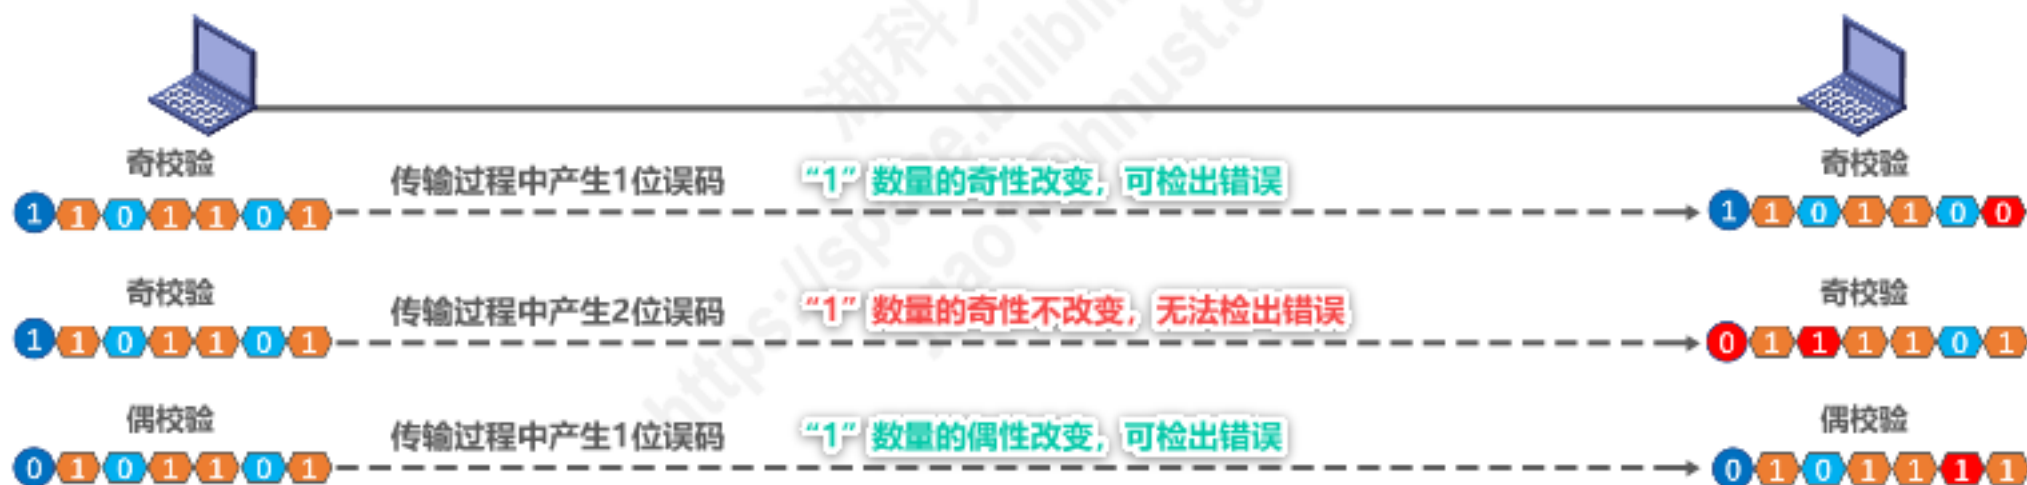 奇校验
奇校验
传输过程中产生1位误码 “1”数量的奇性改变，可检出错误
1 1 0 1 1 0 1
1 1 0 1 1 0 0
奇校验
奇校验
传输过程中产生2位误码 “1”数量的奇性不改变，无法检出错误
1 1 0 1 1 0 1
0 1 1 1 1 0 1
偶校验
偶校验
传输过程中产生1位误码 “1”数量的偶性改变，可检出错误
0 1 0 1 1 0 1
0 1 0 1 1 1 1